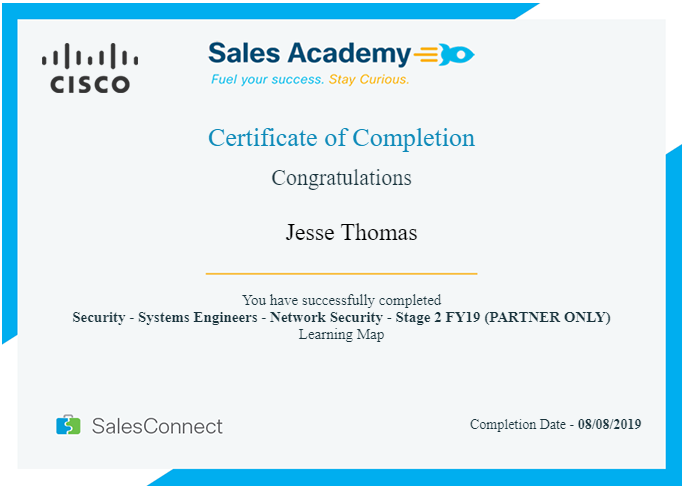 CISCO
Sales Academy
Fuel your success. Stay Curious.
Certificate of Completion
Congratulations
Jesse Thomas
You have successfully completed
Security - Systems Engineers - Network Security - Stage 2 FY19 (PARTNER ONLY)
Learning Map
SalesConnect
Completion Date - 08/08/2019